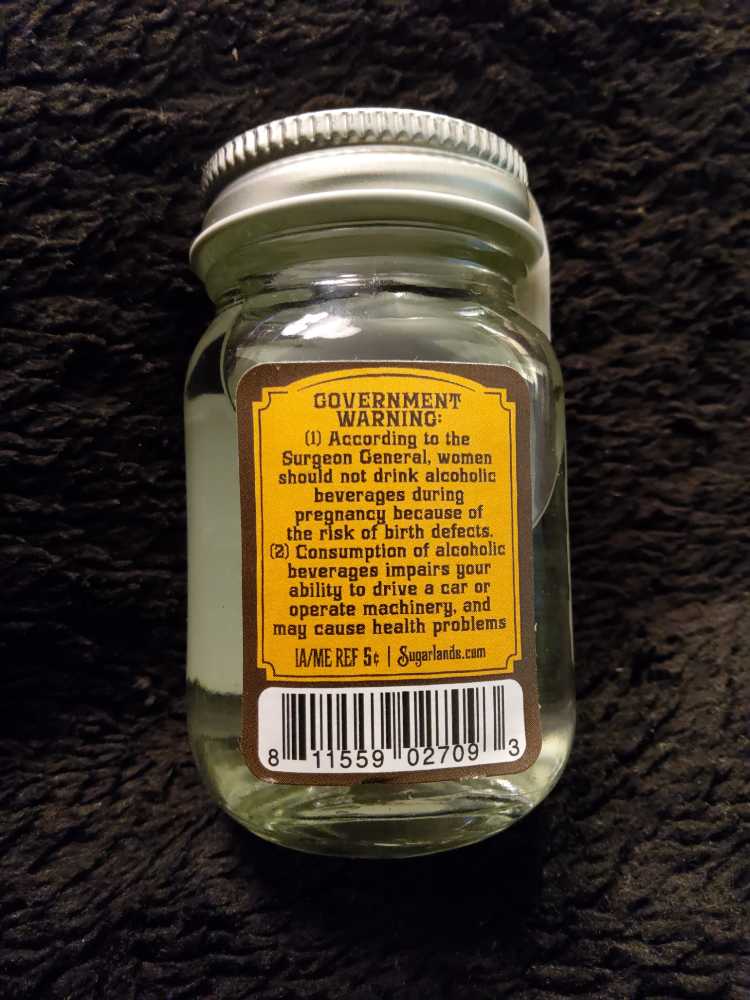 GOVERNMENT
WARNING:
(1) According to the
Surgeon General, women
should not drink alcoholic
beverages during
pregnancy because of
the risk of birth defects.
(2) Consumption of alcoholic
beverages impairs your
ability to drive a car or
operate machinery, and
may cause health problems
IA/ME REF 5¢ | Sugarlands.com
8 11559 02709 3